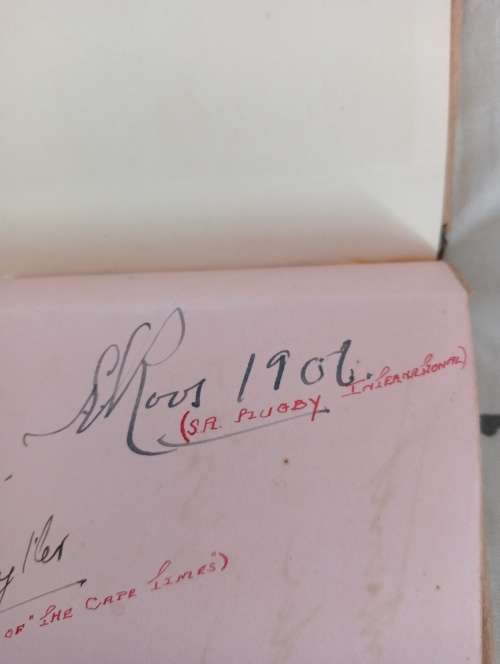 Roos 1906.
(S.A. RUGBY INTERNATIONAL)
OF "THE CAPE TIMES")